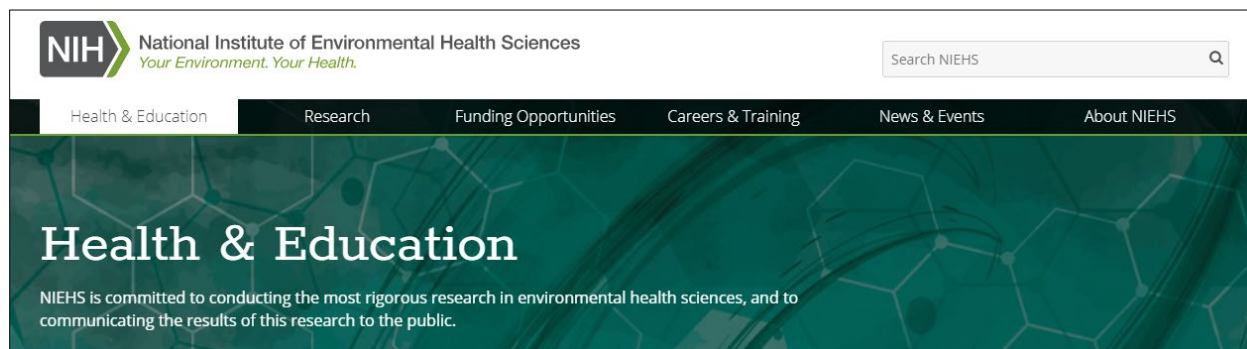 NIH
National Institute of Environmental Health Sciences
Your Environment. Your Health.
Search NIEHS
Health & Education
Research
Funding Opportunities
Careers & Training
News & Events
About NIEHS
Health & Education
NIEHS is committed to conducting the most rigorous research in environmental health sciences, and to
communicating the results of this research to the public.